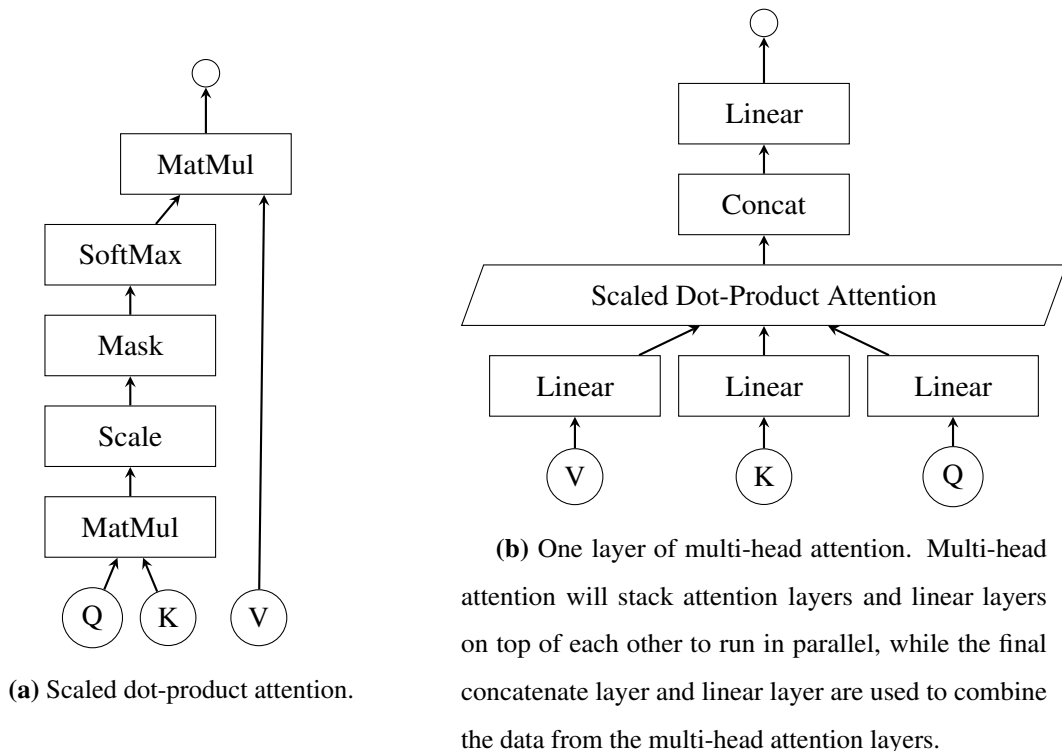 MatMul
SoftMax
Mask
Scale
MatMul
Q K V
(a) Scaled dot-product attention.
Linear
Concat
Scaled Dot-Product Attention
Linear Linear Linear
V K Q
(b) One layer of multi-head attention. Multi-head
attention will stack attention layers and linear layers
on top of each other to run in parallel, while the final
concatenate layer and linear layer are used to combine
the data from the multi-head attention layers.